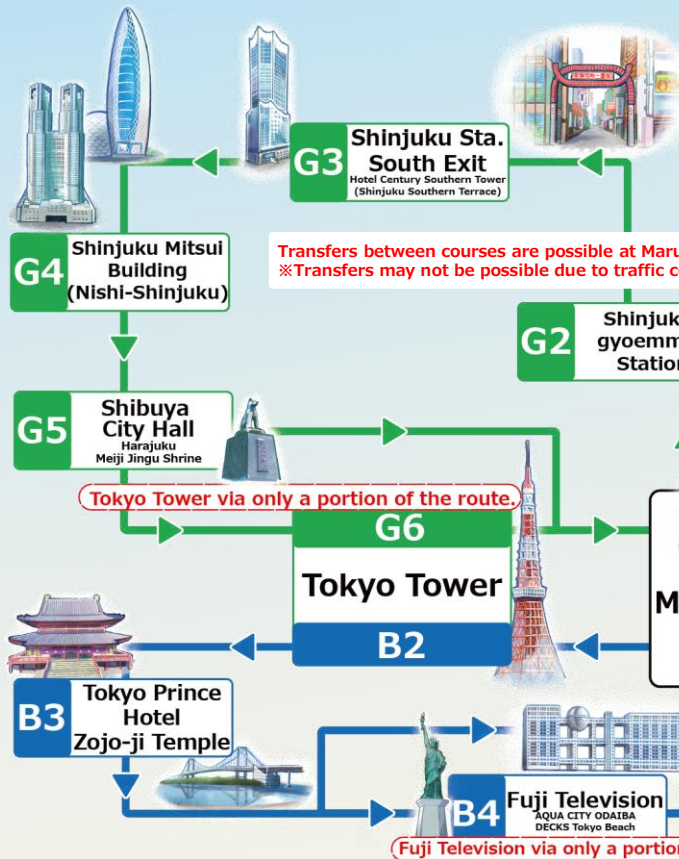 G3
Shinjuku Sta.
South Exit
Hotel Century Southern Tower
(Shinjuku Southern Terrace)
G4
Shinjuku Mitsui
Building
(Nishi-Shinjuku)
Transfers between courses are possible at Maru
※Transfers may not be possible due to traffic c
G2
Shinjuk
gyoemm
Station
G5
Shibuya
City Hall
Harajuku
Meiji Jingu Shrine
Tokyo Tower via only a portion of the route.
G6
Tokyo Tower
B2
M
B3
Tokyo Prince
Hotel
Zojo-ji Temple
B4
Fuji Television
AQUA CITY ODAIBA
DECKS Tokyo Beach
(Fuji Television via only a portion